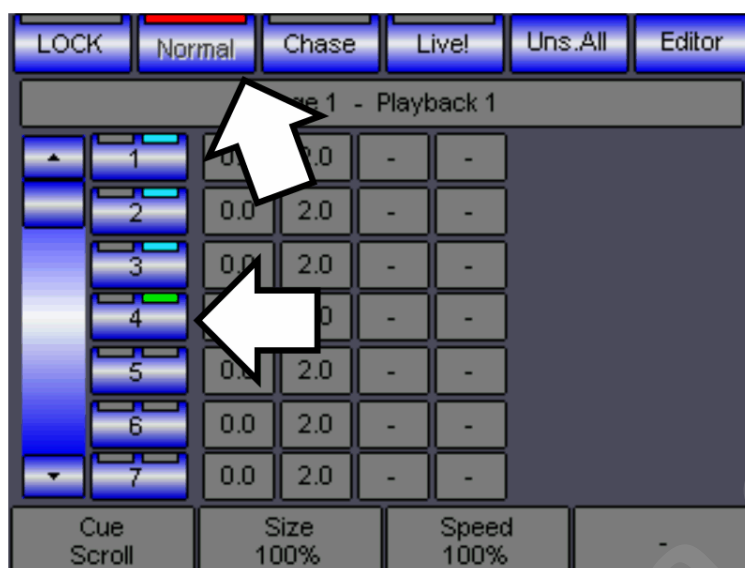 LOCK Normal Chase Live! Uns.All Editor
1 - Playback 1
1 2.0 - -
2 0.0 2.0 - -
3 2.0 - -
4 - -
5 2.0 - -
6 0.0 2.0 - -
7 0.0 2.0 - -
Cue Size Speed -
Scroll 100% 100%